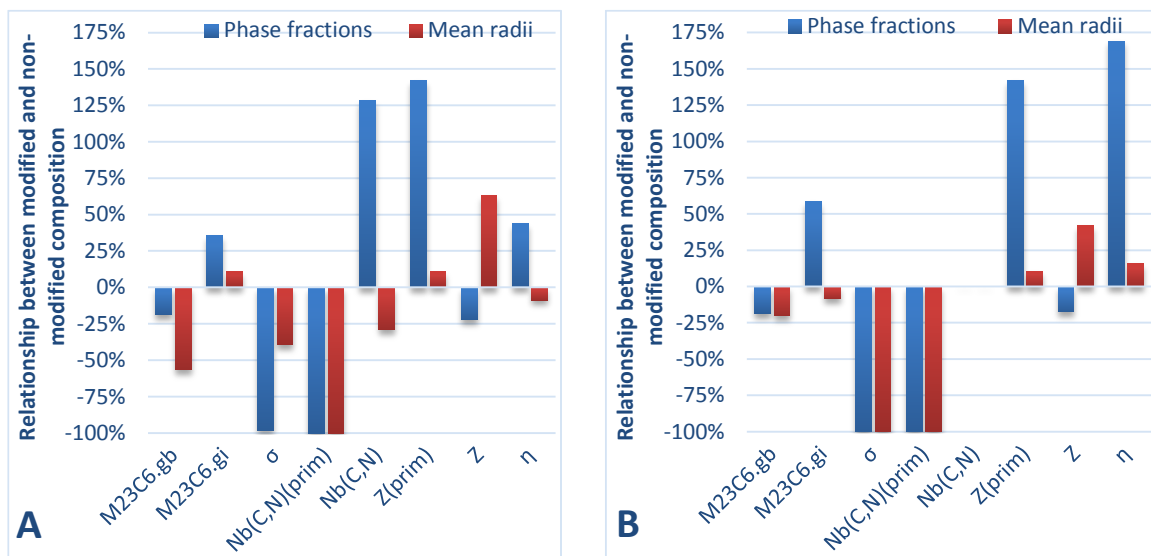 Phase fractions
Mean radii
Relationship between modified and non-
modified composition
175%
150%
125%
100%
75%
50%
25%
0%
-25%
-50%
-75%
-100%
M23C6.gb
M23C6.gi
σ
Nb(C,N)(prim)
Nb(C,N)
Z(prim)
Z
η
A
Phase fractions
Mean radii
Relationship between modified and non-
modified composition
175%
150%
125%
100%
75%
50%
25%
0%
-25%
-50%
-75%
-100%
M23C6.gb
M23C6.gi
σ
Nb(C,N)(prim)
Nb(C,N)
Z(prim)
Z
η
B